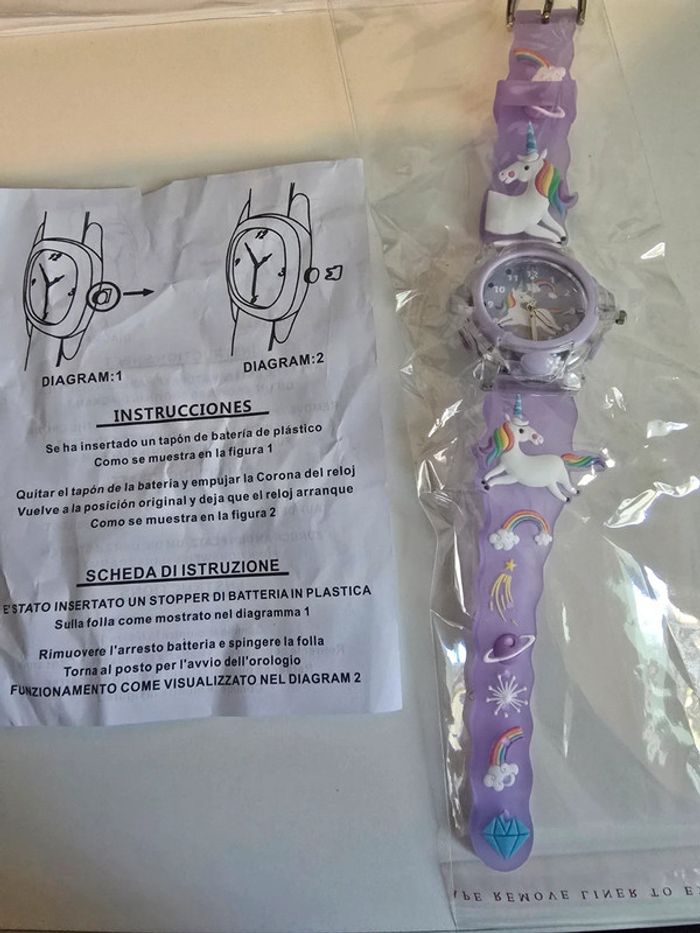 DIAGRAM:1
DIAGRAM:2
INSTRUCCIONES
Se ha insertado un tapón de batería de plástico
Como se muestra en la figura 1
Quitar el tapón de la bateria y empujar la Corona del reloj
Vuelve a la posición original y deja que el reloj arranque
Como se muestra en la figura 2
SCHEDA DI ISTRUZIONE
E'STATO INSERTATO UN STOPPER DI BATTERIA IN PLASTICA
Sulla folla come mostrato nel diagramma 1
Rimuovere l'arresto batteria e spingere la folla
Torna al posto per l'avvio dell'orologio
FUNZIONAMENTO COME VISUALIZZATO NEL DIAGRAM 2
REMOVE LINER TO